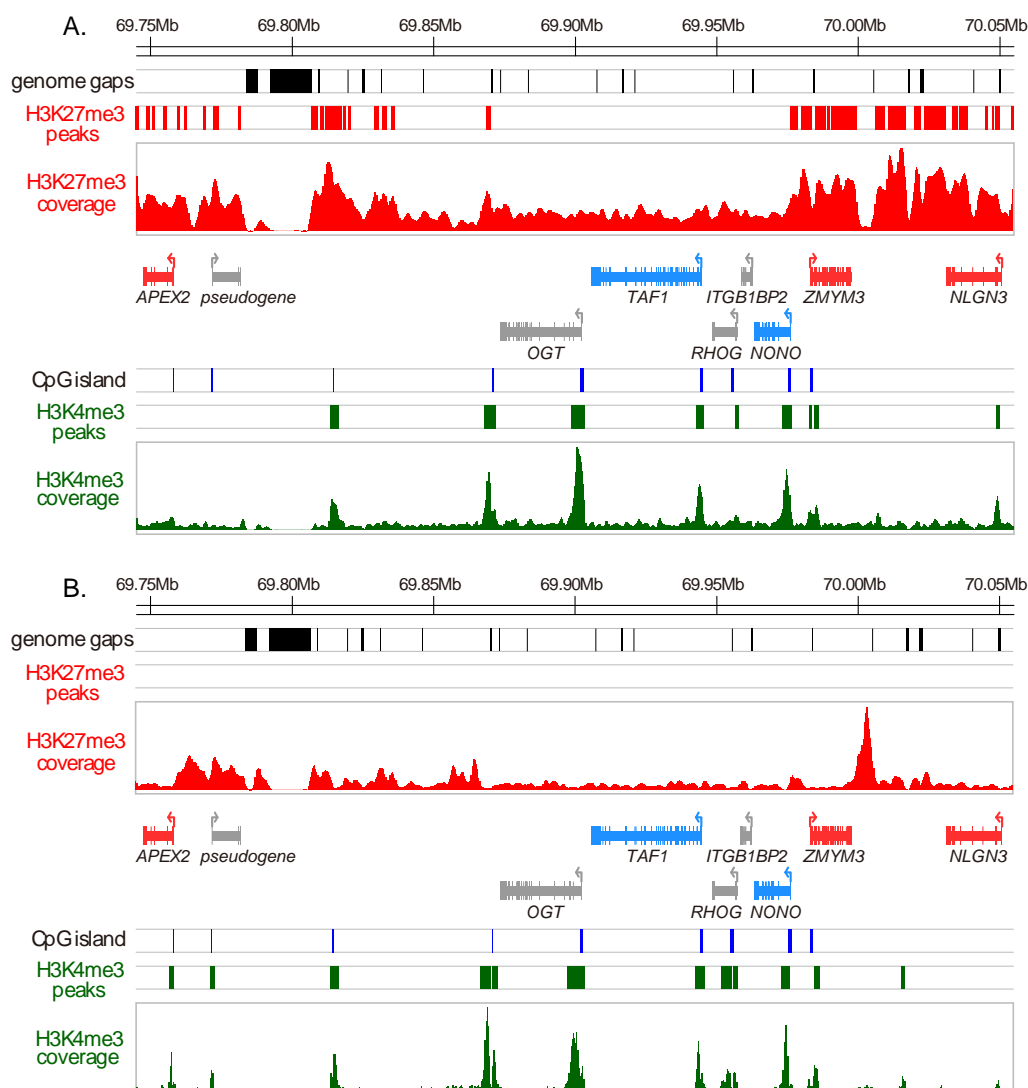 A.
69.75Mb 69.80Mb 69.85Mb 69.90Mb 69.95Mb 70.00Mb 70.05Mb
genome gaps
H3K27me3
peaks
H3K27me3
coverage
APEX2 pseudogene TAF1 ITGB1BP2 ZMYM3 NLGN3
OGT RHOG NONO
CpG island
H3K4me3
peaks
H3K4me3
coverage
B.
69.75Mb 69.80Mb 69.85Mb 69.90Mb 69.95Mb 70.00Mb 70.05Mb
genome gaps
H3K27me3
peaks
H3K27me3
coverage
APEX2 pseudogene TAF1 ITGB1BP2 ZMYM3 NLGN3
OGT RHOG NONO
CpG island
H3K4me3
peaks
H3K4me3
coverage